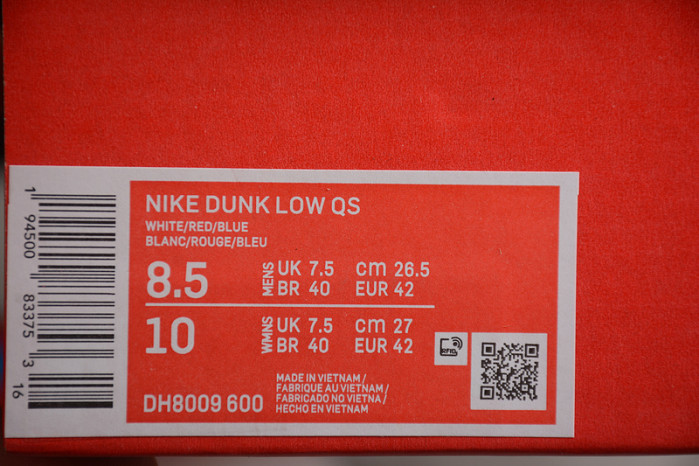 1 94500 83375 3 16
NIKE DUNK LOW QS
WHITE/RED/BLUE
BLANC/ROUGE/BLEU
8.5 MENS UK 7.5 cm 26.5
BR 40 EUR 42
10 WMNS UK 7.5 cm 27
BR 40 EUR 42
RFID
DH8009 600
MADE IN VIETNAM /
FABRIQUE AU VIETNAM /
FABRICADO NO VIETNA /
HECHO EN VIETNAM